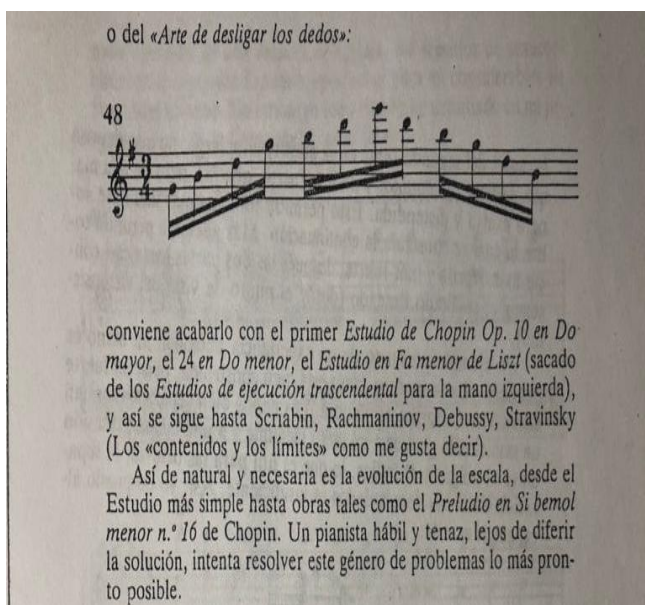 o del «Arte de desligar los dedos»:
48
3
4
conviene acabarlo con el primer Estudio de Chopin Op. 10 en Do
mayor, el 24 en Do menor, el Estudio en Fa menor de Liszt (sacado
de los Estudios de ejecución trascendental para la mano izquierda),
y así se sigue hasta Scriabin, Rachmaninov, Debussy, Stravinsky
(Los «contenidos y los límites» como me gusta decir).
Así de natural y necesaria es la evolución de la escala, desde el
Estudio más simple hasta obras tales como el Preludio en Si bemol
menor n.º 16 de Chopin. Un pianista hábil y tenaz, lejos de diferir
la solución, intenta resolver este género de problemas lo más pron-
to posible.